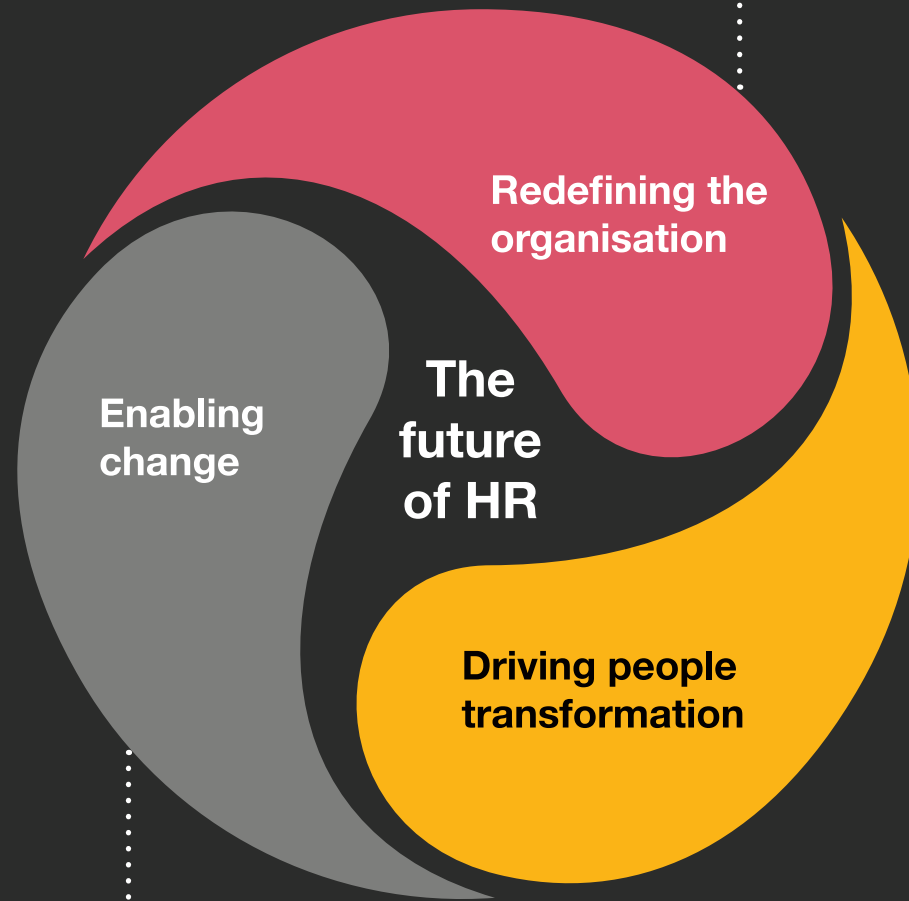 Redefining the
organisation
The
future
of HR
Enabling
change
Driving people
transformation